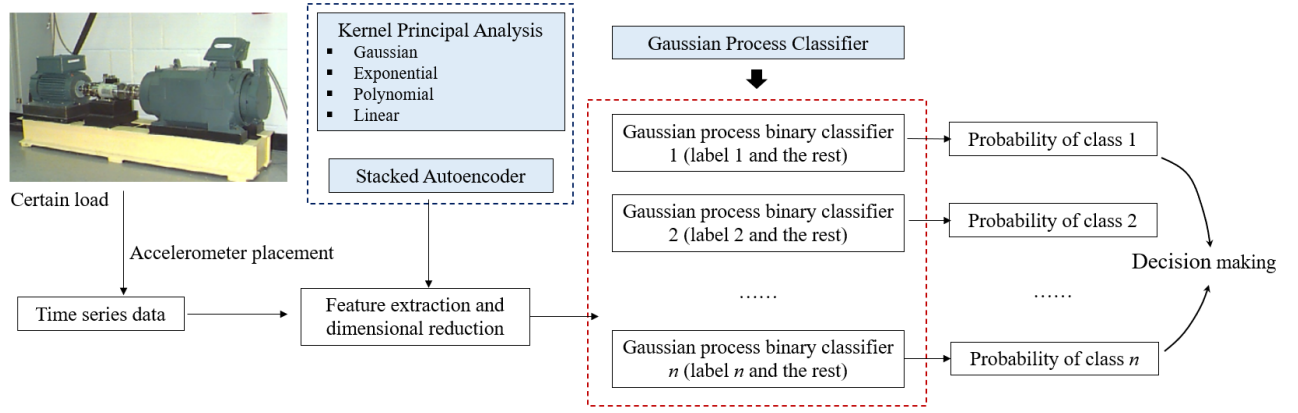 Kernel Principal Analysis
▪ Gaussian
▪ Exponential
▪ Polynomial
▪ Linear
Stacked Autoencoder
Certain load
Accelerometer placement
Time series data
Feature extraction and
dimensional reduction
Gaussian Process Classifier
Gaussian process binary classifier
1 (label 1 and the rest)
Gaussian process binary classifier
2 (label 2 and the rest)
......
Gaussian process binary classifier
n (label n and the rest)
Probability of class 1
Probability of class 2
......
Probability of class n
Decision making